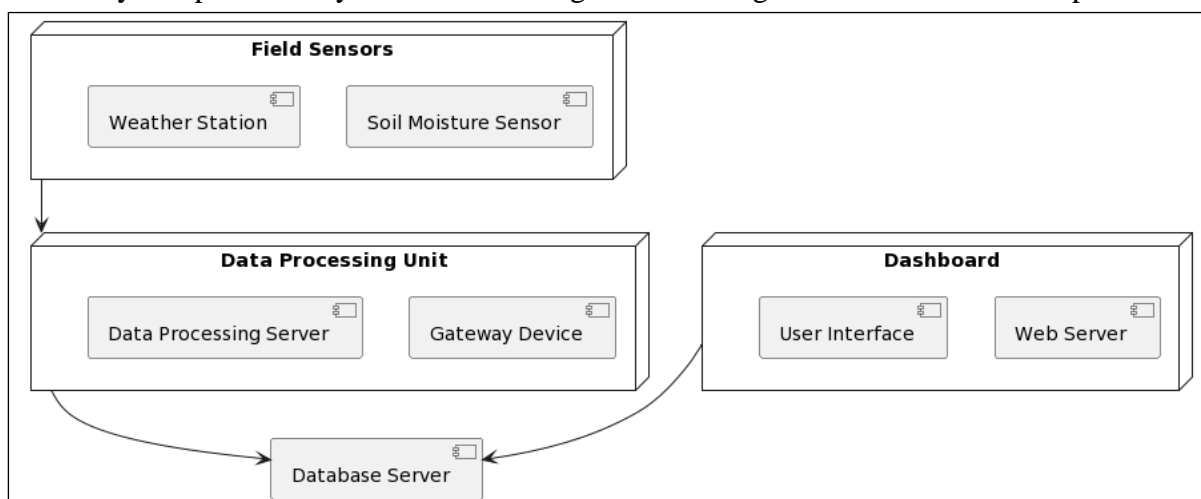 Field Sensors
Weather Station
Soil Moisture Sensor
Data Processing Unit
Data Processing Server
Gateway Device
Dashboard
User Interface
Web Server
Database Server